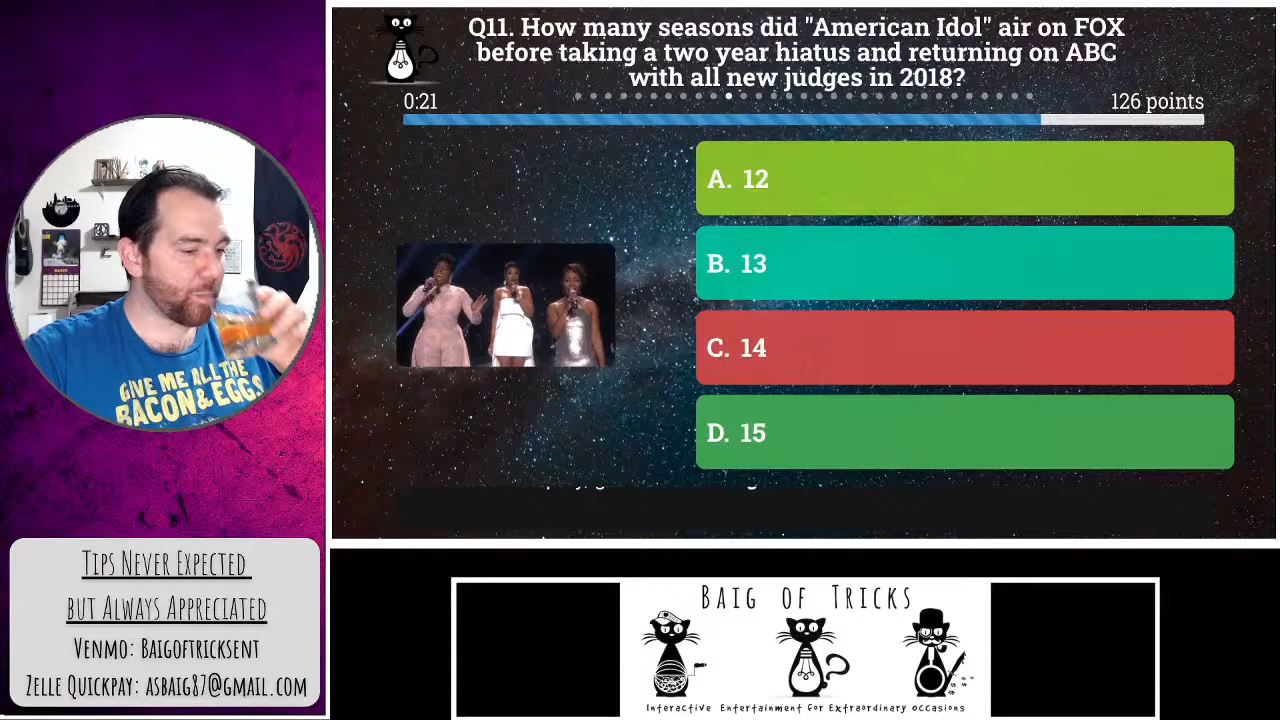 Q11. How many seasons did "American Idol" air on FOX
before taking a two year hiatus and returning on ABC
with all new judges in 2018?
0:21
126 points
A. 12
B. 13
C. 14
D. 15
GIVE ME ALL THE
BACON & EGGS
Tips Never Expected
but Always Appreciated
Venmo: Baigoftricksent
Zelle Quickpay: asbaig87@gmail.com
Baig of Tricks
Interactive Entertainment for Extraordinary Occasions